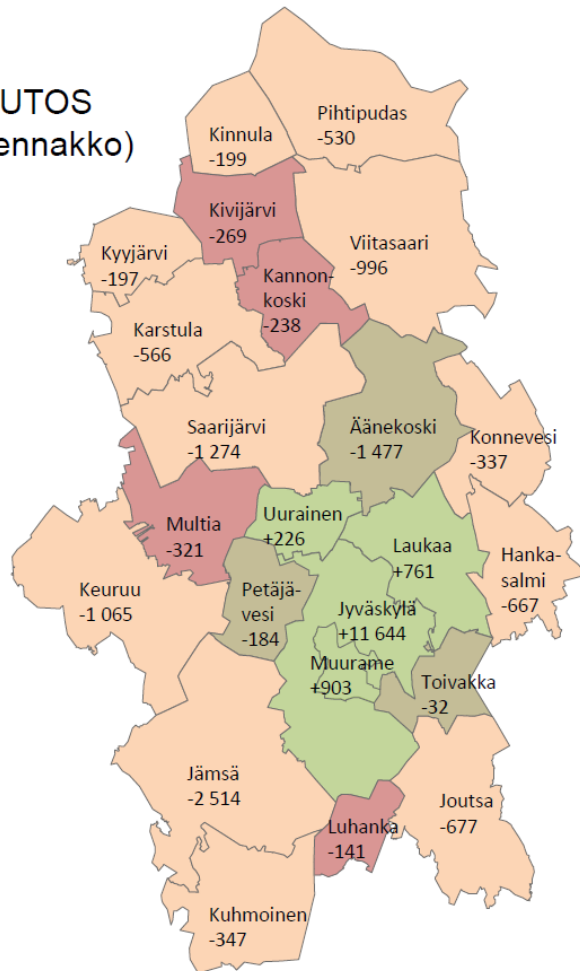 UTOS
ennakko)
Pihtipudas
-530
Kinnula
-199
Kivijärvi
-269
Viitasaari
-996
Kyyjärvi
-197
Kannon-
koski
-238
Karstula
-566
Saarijärvi
-1 274
Äänekoski
-1 477
Konnevesi
-337
Multia
-321
Uurainen
+226
Laukaa
+761
Hanka-
salmi
-667
Keuruu
-1 065
Petäjä-
vesi
-184
Jyväskylä
+11 644
Muurame
+903
Toivakka
-32
Jämsä
-2 514
Joutsa
-677
Luhanka
-141
Kuhmoinen
-347